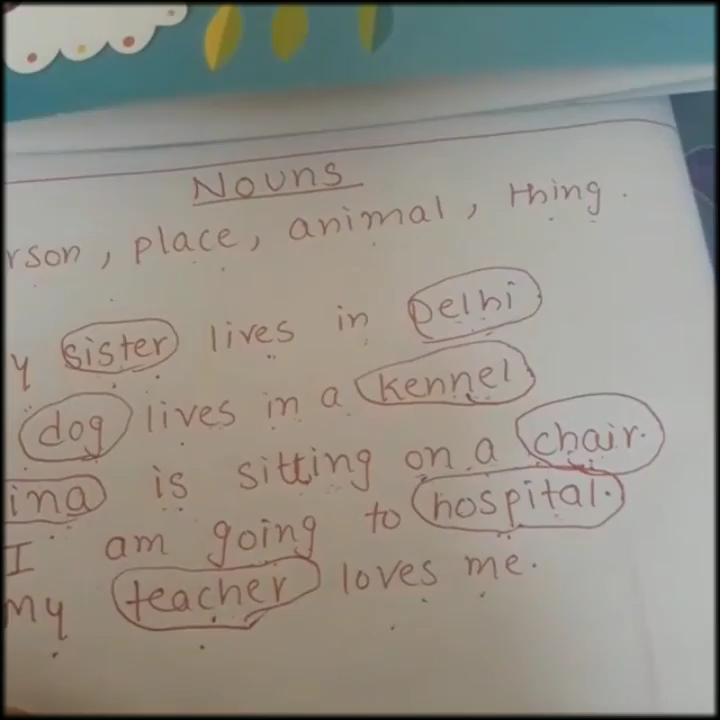 Nouns
rson, place, animal, thing.
y sister lives in Delhi
dog lives in a kennel
ina is sitting on a chair.
I am going to hospital.
my teacher loves me.